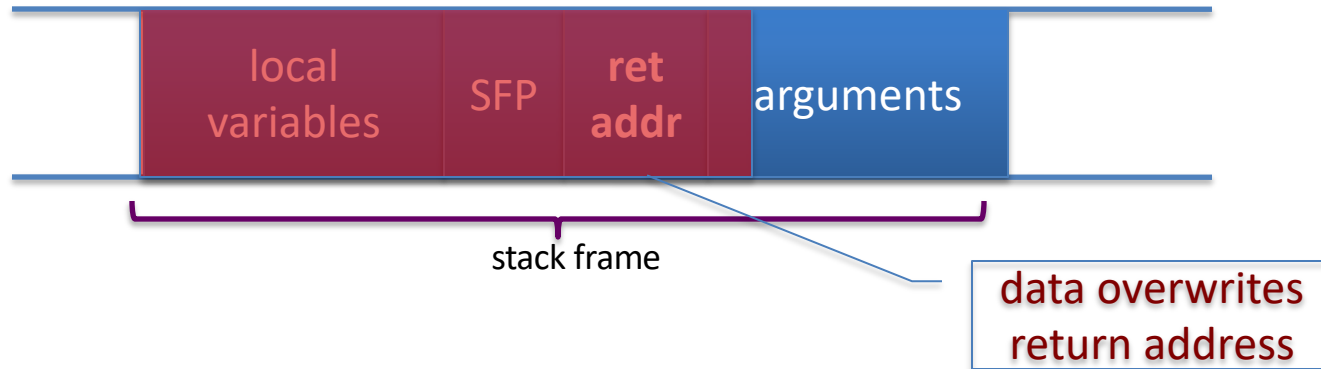 local
variables
SFP
ret
addr
arguments
stack frame
data overwrites
return address